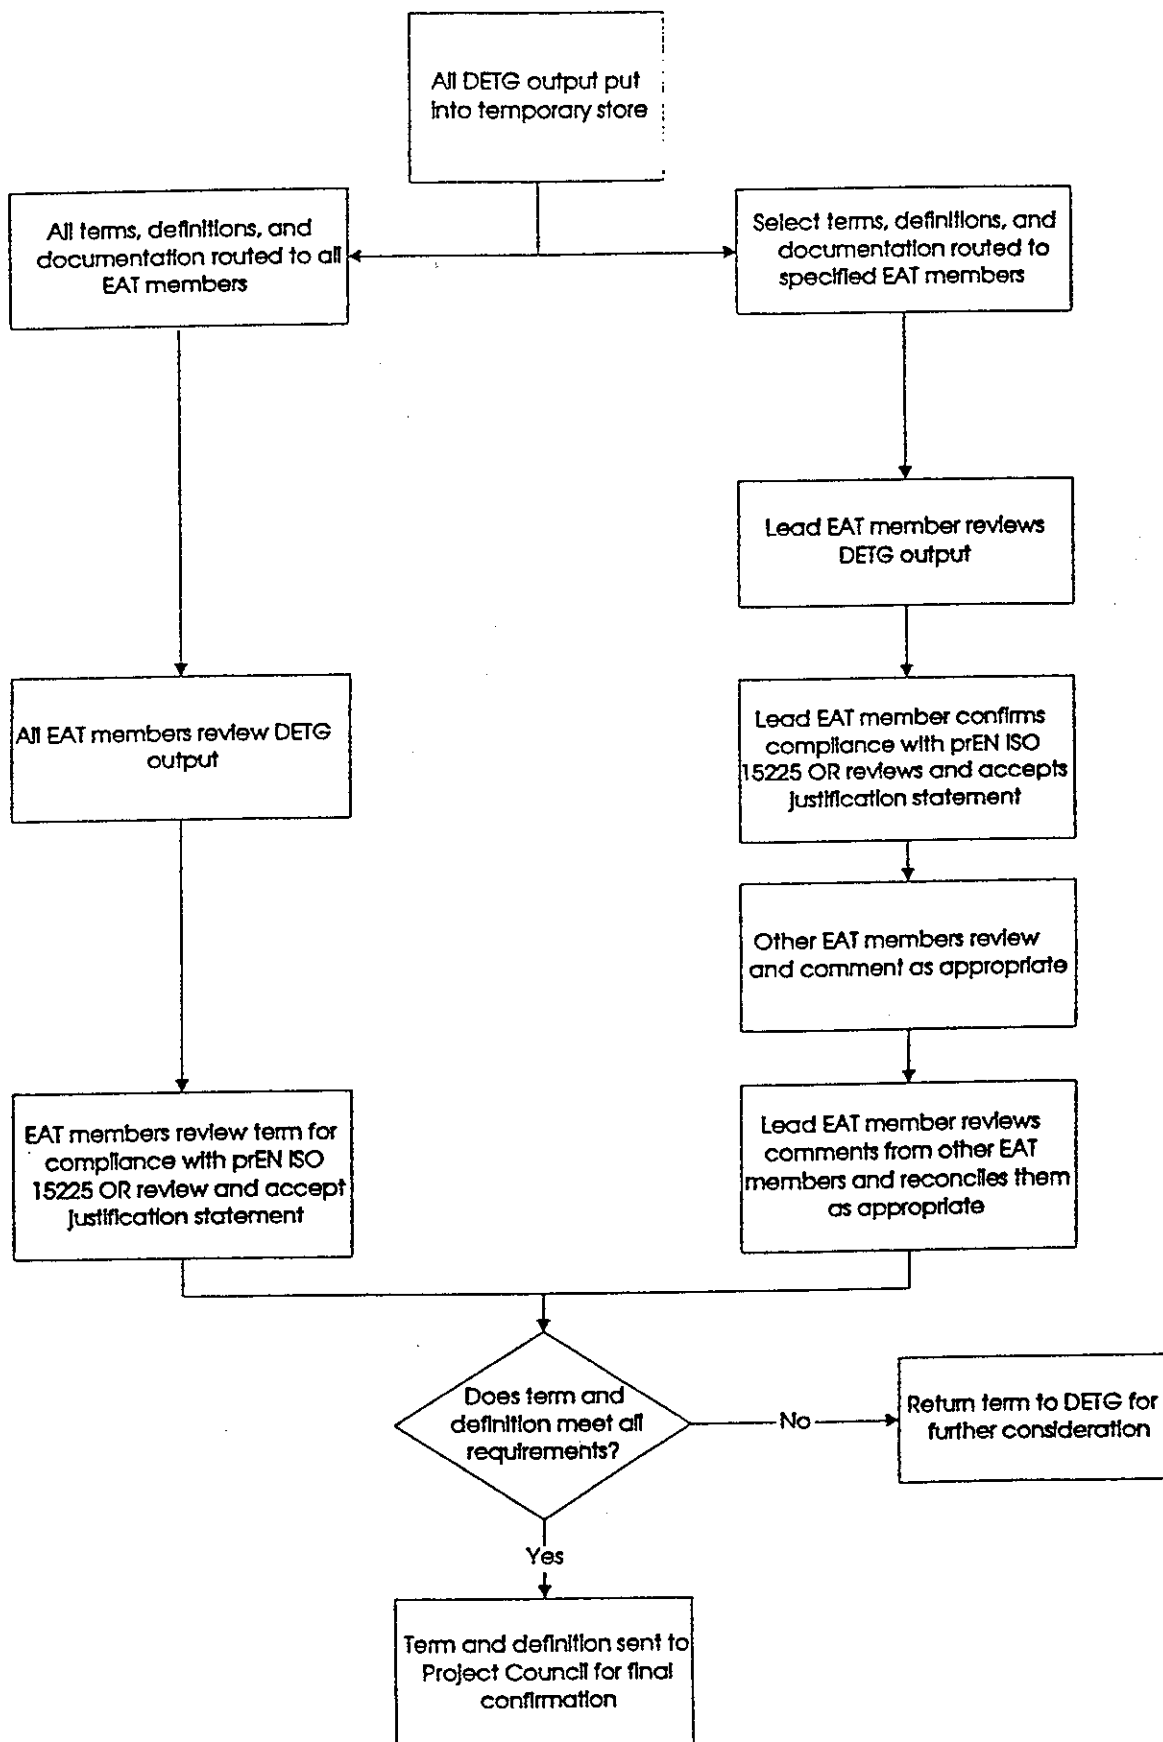 All DETG output put
into temporary store
All terms, definitions, and
documentation routed to all
EAT members
Select terms, definitions, and
documentation routed to
specified EAT members
Lead EAT member reviews
DETG output
All EAT members review DETG
output
Lead EAT member confirms
compliance with prEN ISO
15225 OR reviews and accepts
justification statement
Other EAT members review
and comment as appropriate
EAT members review term for
compliance with prEN ISO
15225 OR review and accept
justification statement
Lead EAT member reviews
comments from other EAT
members and reconciles them
as appropriate
Does term and
definition meet all
requirements?
No
Return term to DETG for
further consideration
Yes
Term and definition sent to
Project Council for final
confirmation